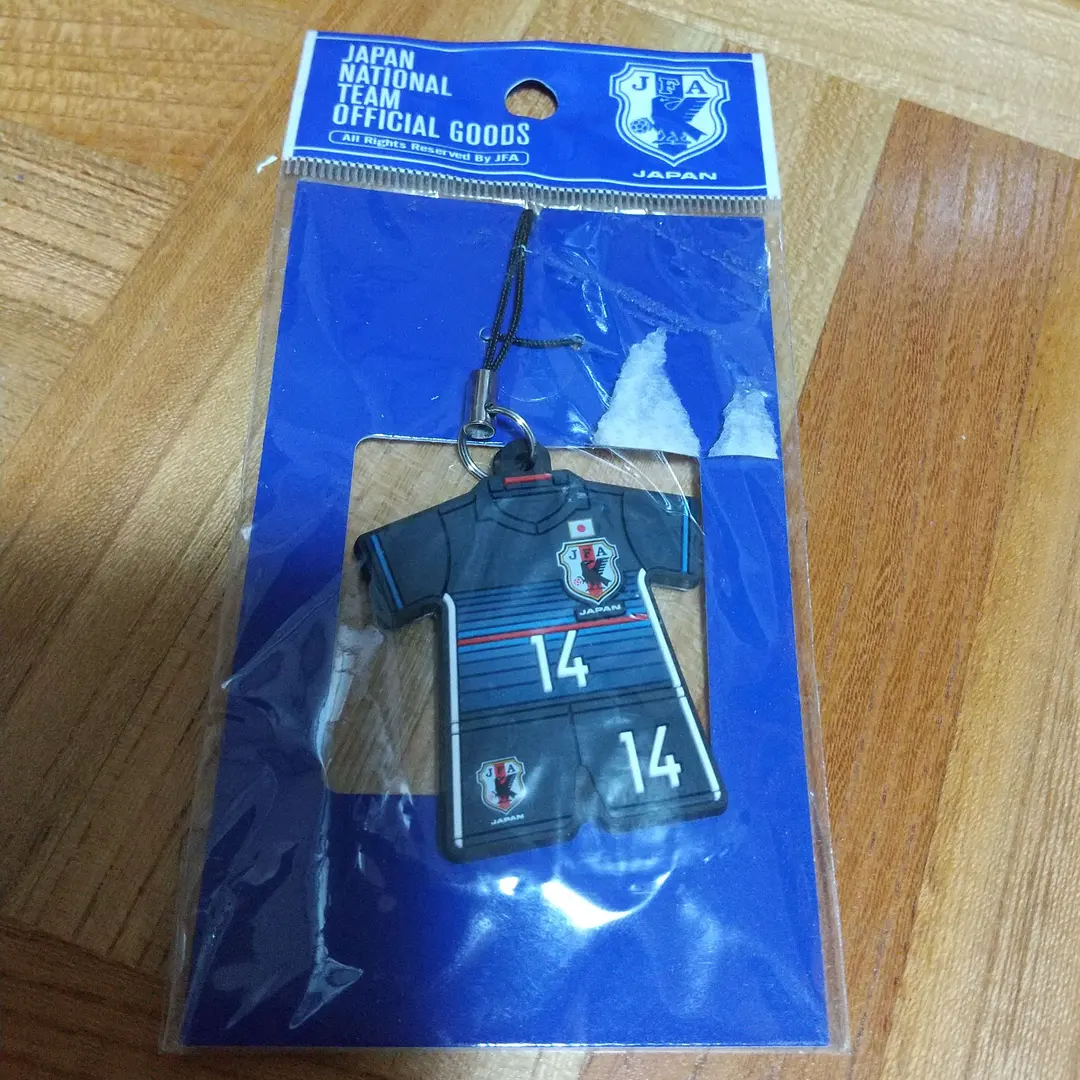 JAPAN
NATIONAL
TEAM
OFFICIAL GOODS
All Rights Reserved By JFA
JFA
JAPAN
JFA
JAPAN
14
14
JFA
JAPAN